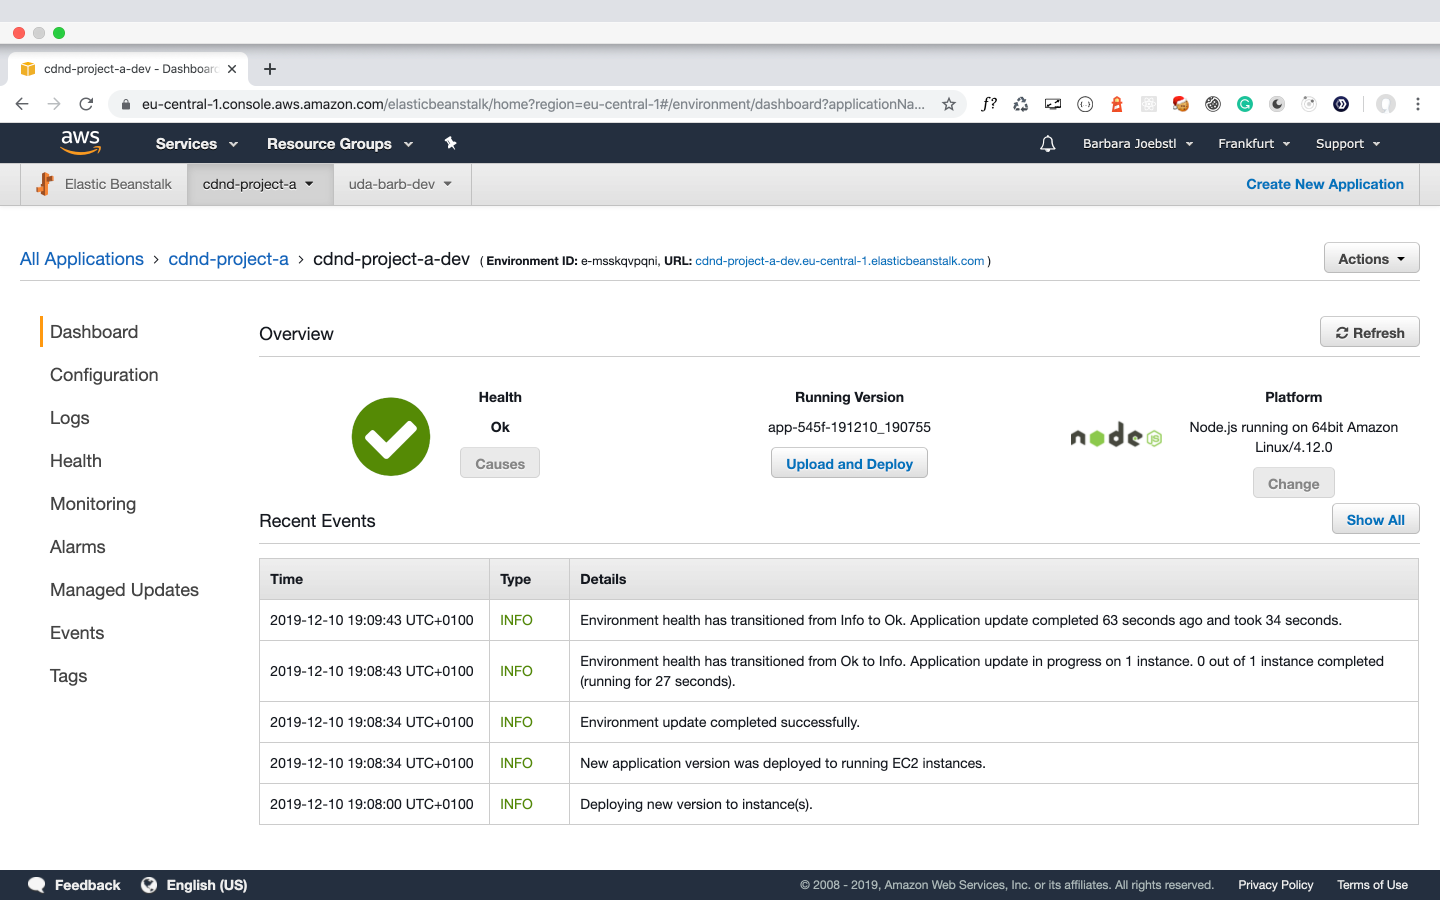 cdnd-project-a-dev - Dashboard
eu-central-1.console.aws.amazon.com/elasticbeanstalk/home?region=eu-central-1#/environment/dashboard?applicationNa...
f?
aws
Services
Resource Groups
Barbara Joebstl
Frankfurt
Support
Elastic Beanstalk
cdnd-project-a
uda-barb-dev
Create New Application
All Applications › cdnd-project-a › cdnd-project-a-dev ( Environment ID: e-msskqvpqni, URL: cdnd-project-a-dev.eu-central-1.elasticbeanstalk.com )
Actions
Dashboard
Configuration
Logs
Health
Monitoring
Alarms
Managed Updates
Events
Tags
Overview
Refresh
Health
Ok
Causes
Running Version
app-545f-191210_190755
Upload and Deploy
node
JS
Platform
Node.js running on 64bit Amazon
Linux/4.12.0
Change
Recent Events
Show All
Time Type Details
2019-12-10 19:09:43 UTC+0100 INFO Environment health has transitioned from Info to Ok. Application update completed 63 seconds ago and took 34 seconds.
2019-12-10 19:08:43 UTC+0100 INFO Environment health has transitioned from Ok to Info. Application update in progress on 1 instance. 0 out of 1 instance completed
(running for 27 seconds).
2019-12-10 19:08:34 UTC+0100 INFO Environment update completed successfully.
2019-12-10 19:08:34 UTC+0100 INFO New application version was deployed to running EC2 instances.
2019-12-10 19:08:00 UTC+0100 INFO Deploying new version to instance(s).
Feedback
English (US)
© 2008 - 2019, Amazon Web Services, Inc. or its affiliates. All rights reserved.
Privacy Policy
Terms of Use